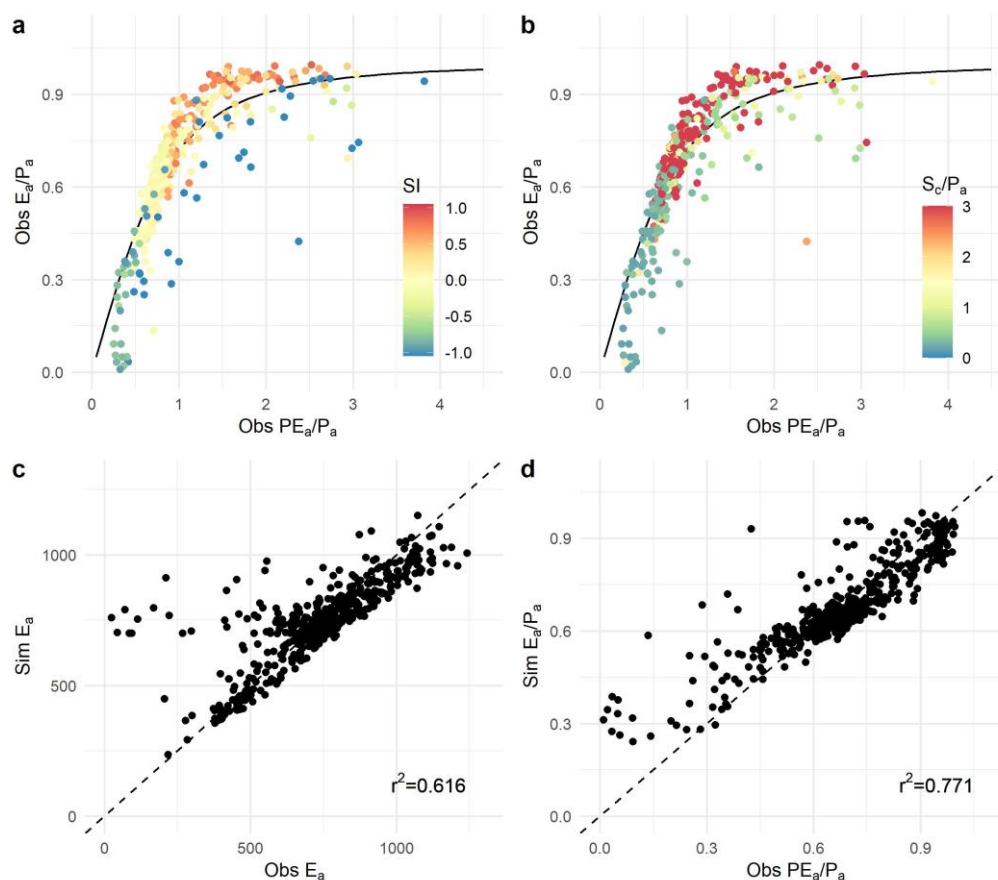 a
Obs Eₐ/Pₐ
0.9
0.6
0.3
0.0
SI
1.0
0.5
0.0
-0.5
-1.0
0 1 2 3 4
Obs PEₐ/Pₐ
b
Obs Eₐ/Pₐ
0.9
0.6
0.3
0.0
S_c/Pₐ
3
2
1
0
0 1 2 3 4
Obs PEₐ/Pₐ
c
Sim Eₐ
1000
500
0
r²=0.616
0 500 1000
Obs Eₐ
d
Sim Eₐ/Pₐ
0.9
0.6
0.3
0.0
r²=0.771
0.0 0.3 0.6 0.9
Obs PEₐ/Pₐ